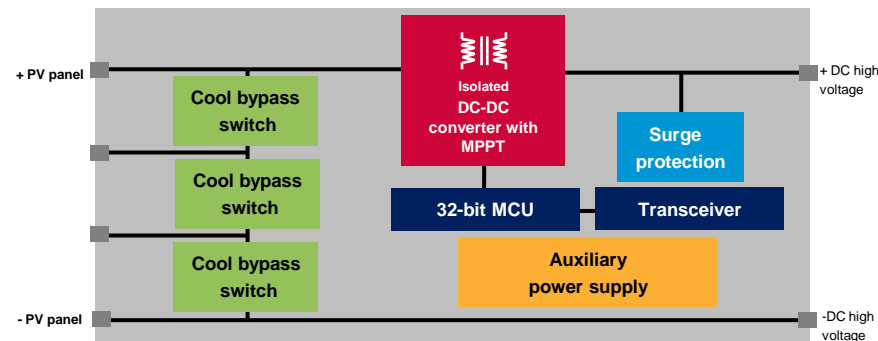 + PV panel
Cool bypass
switch
Cool bypass
switch
Cool bypass
switch
- PV panel
Isolated
DC-DC
converter with
MPPT
32-bit MCU
Transceiver
Surge
protection
Auxiliary
power supply
+ DC high
voltage
-DC high
voltage